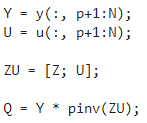 Y = y(:, p+1:N);
U = u(:, p+1:N);
ZU = [Z; U];
Q = Y * pinv(ZU);